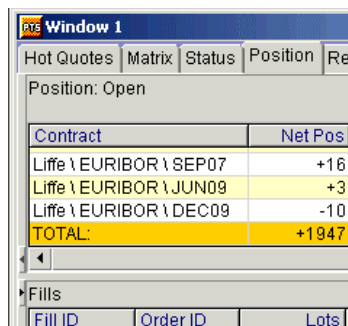 PTS Window 1
Hot Quotes Matrix Status Position Re
Position: Open
Contract Net Pos
Liffe \ EURIBOR \ SEP07 +16
Liffe \ EURIBOR \ JUN09 +3
Liffe \ EURIBOR \ DEC09 -10
TOTAL: +1947
Fills
Fill ID Order ID Lots